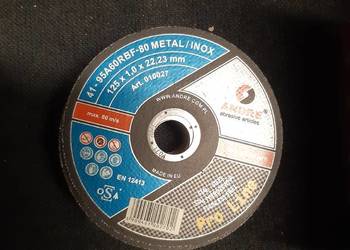 41-95A60RBF-80 METAL/INOX
125 x 1,0 x 22,23 mm
Art. 010027
ANDRE
abrasive articles
WWW.ANDRE.COM.PL
max. 80 m/s
MADE IN EU
EN 12413
oSa
Pro Line